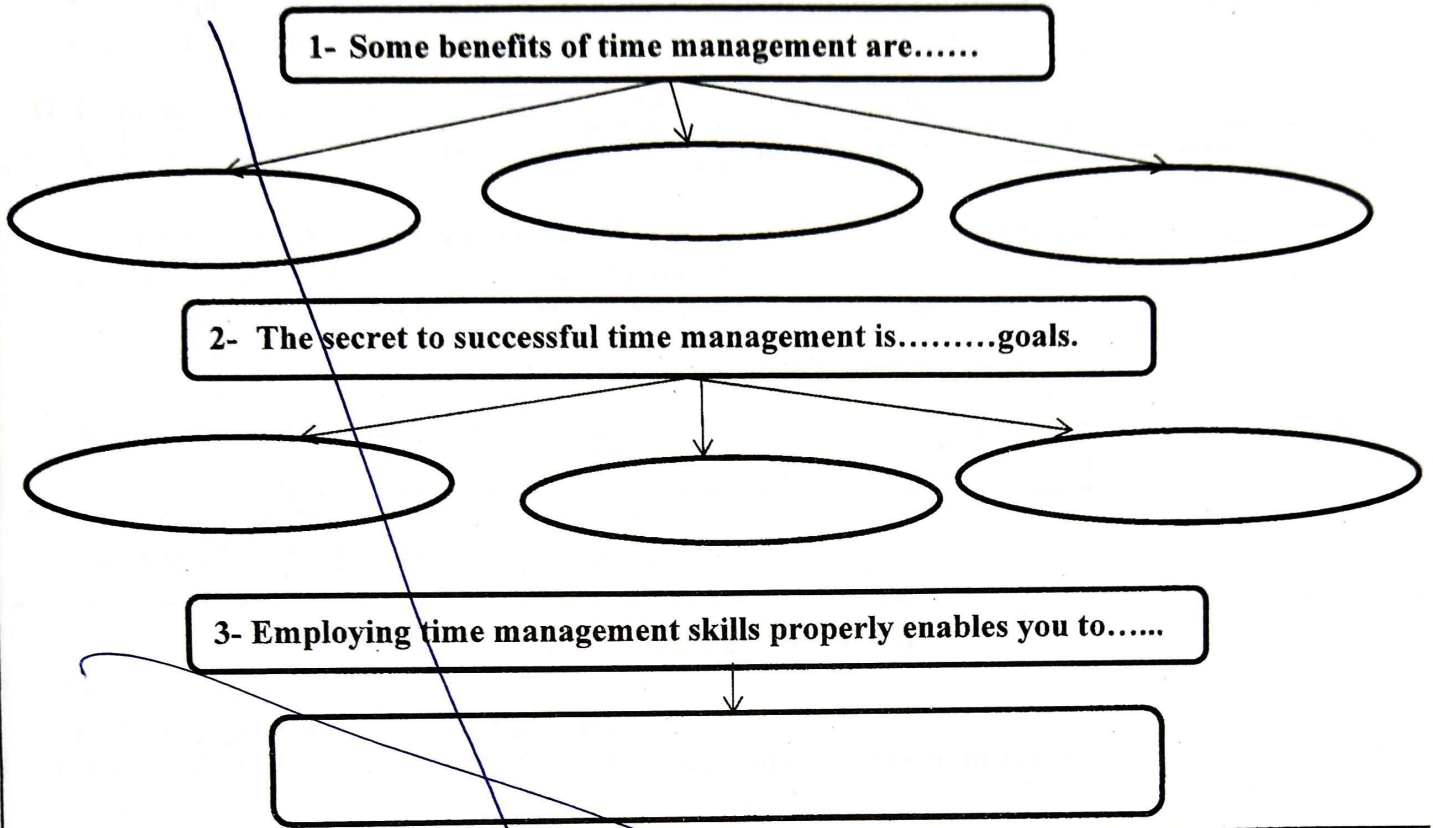 1- Some benefits of time management are......
2- The secret to successful time management is.........goals.
3- Employing time management skills properly enables you to......